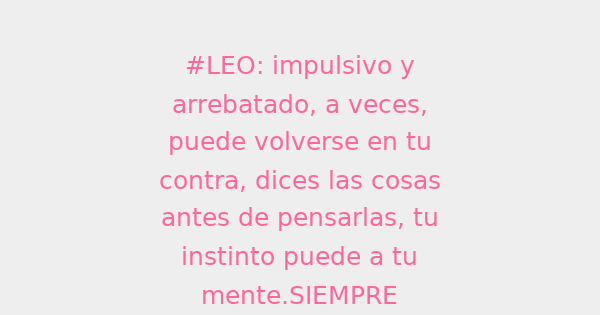 #LEO: impulsivo y
arrebatado, a veces,
puede volverse en tu
contra, dices las cosas
antes de pensarlas, tu
instinto puede a tu
mente.SIEMPRE